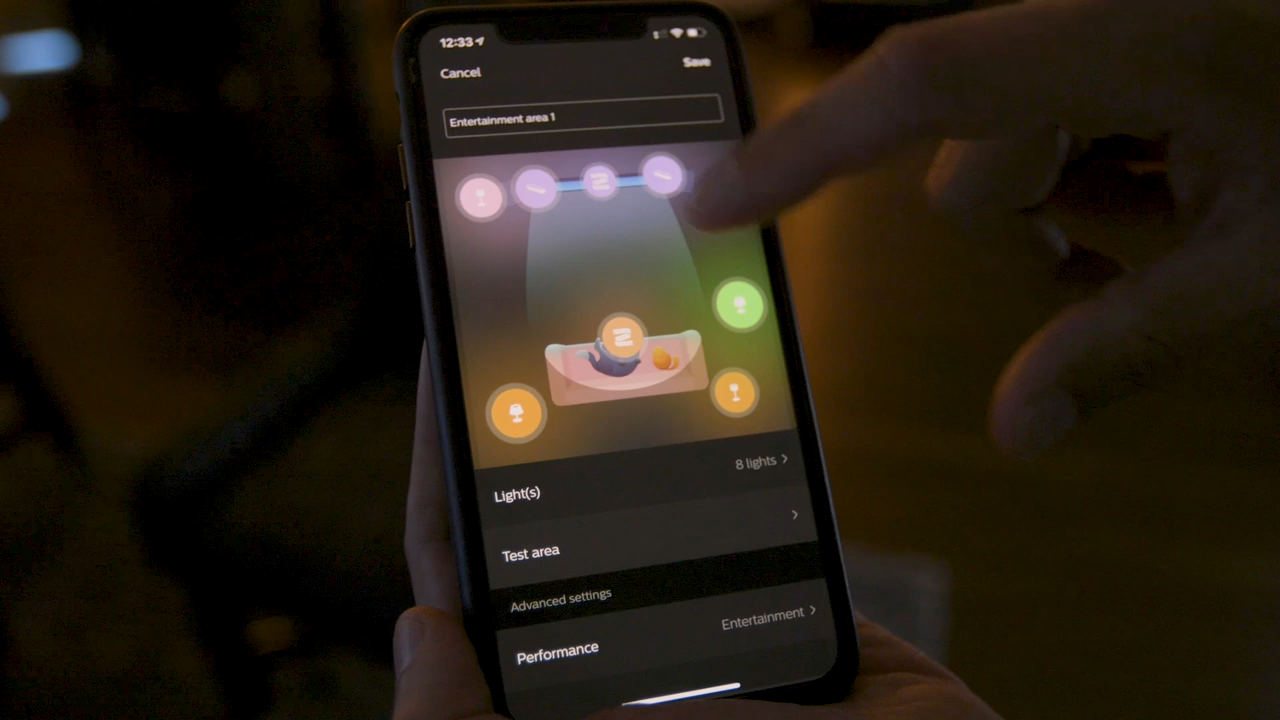 12:33
Cancel
Save
Entertainment area 1
8 lights
Light(s)
Test area
Advanced settings
Entertainment
Performance